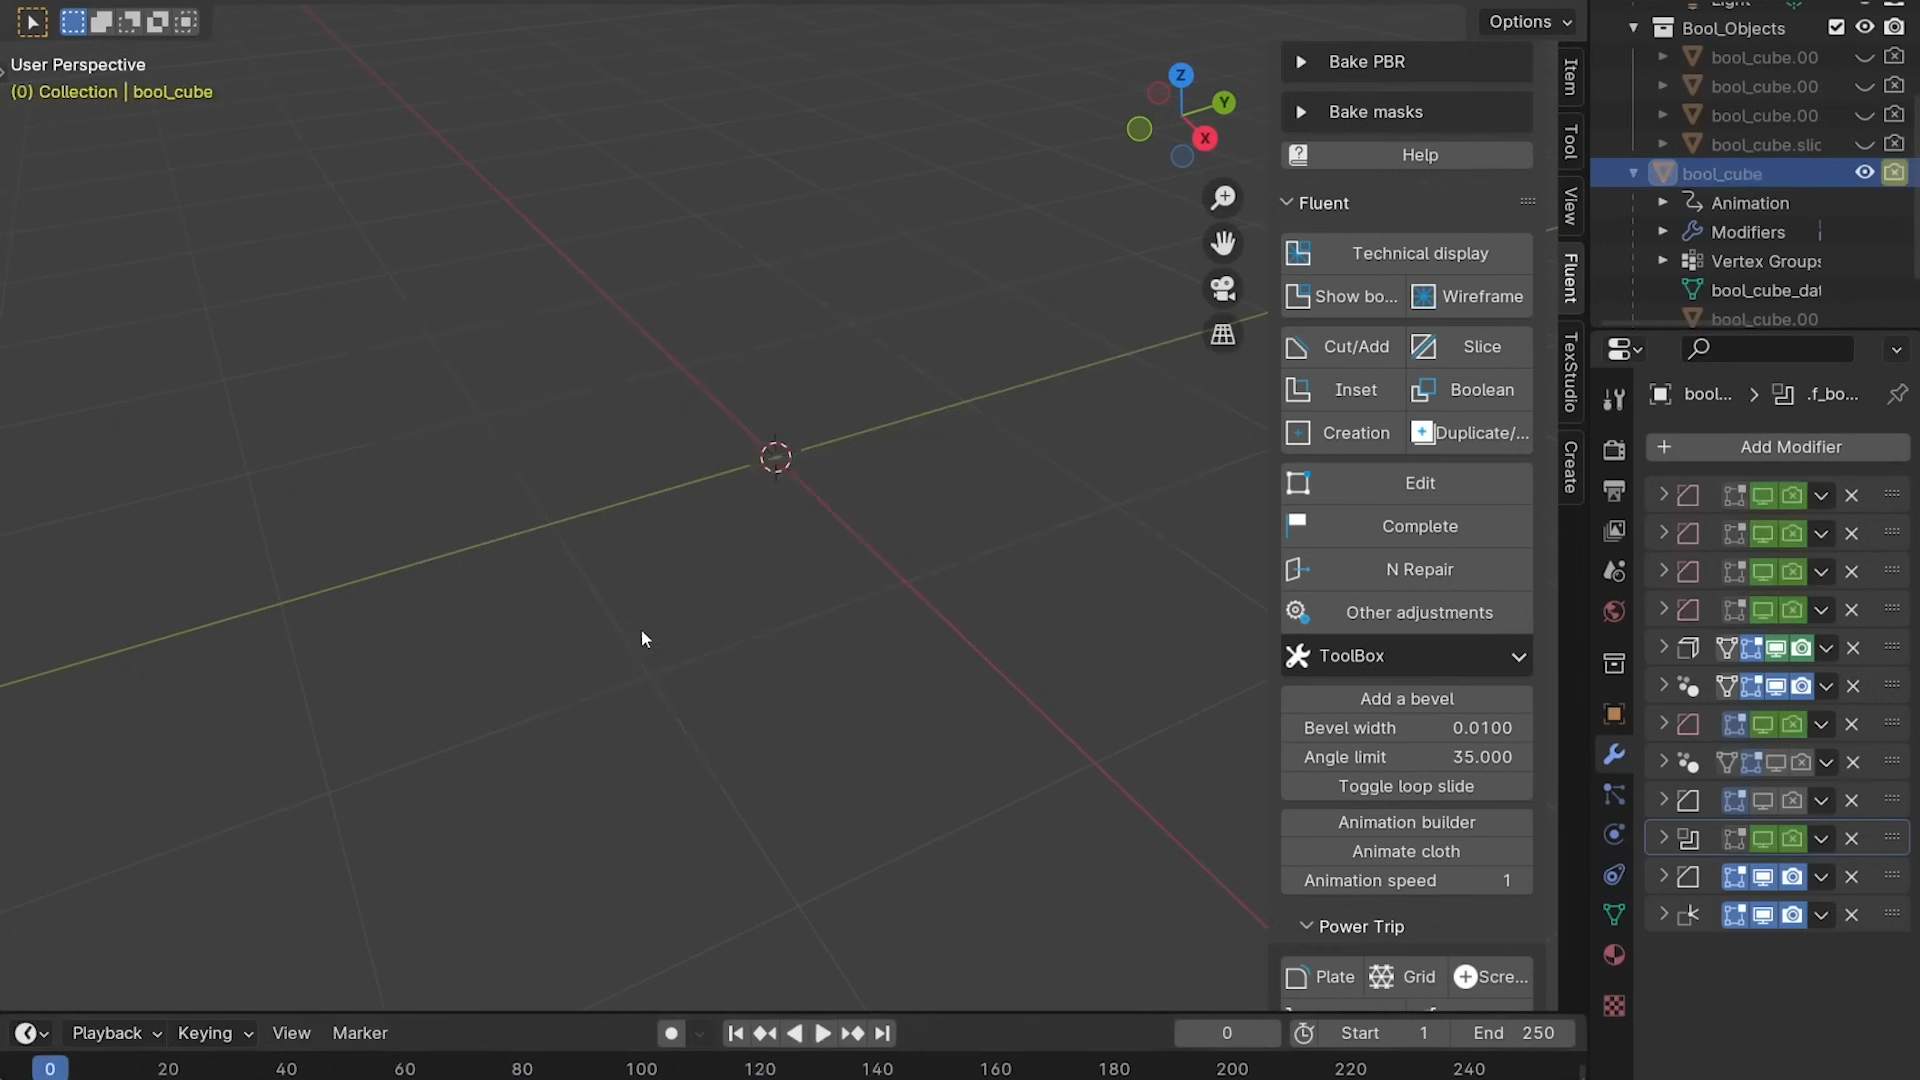 Options
User Perspective
(0) Collection | bool_cube
Z
Y
X
Bake PBR
Bake masks
Help
Fluent
Technical display
Show bo...
Wireframe
Cut/Add
Slice
Inset
Boolean
Creation
Duplicate/...
Edit
Complete
N Repair
Other adjustments
ToolBox
Add a bevel
Bevel width 0.0100
Angle limit 35.000
Toggle loop slide
Animation builder
Animate cloth
Animation speed 1
Power Trip
Plate
Grid
Scre...
Item
Tool
View
Fluent
TexStudio
Create
Light
Bool_Objects
bool_cube.00
bool_cube.00
bool_cube.00
bool_cube.slic
bool_cube
Animation
Modifiers
Vertex Groups
bool_cube_dat
bool_cube.00
bool...
.f_bo...
Add Modifier
Playback
Keying
View
Marker
0
Start 1
End 250
0 20 40 60 80 100 120 140 160 180 200 220 240